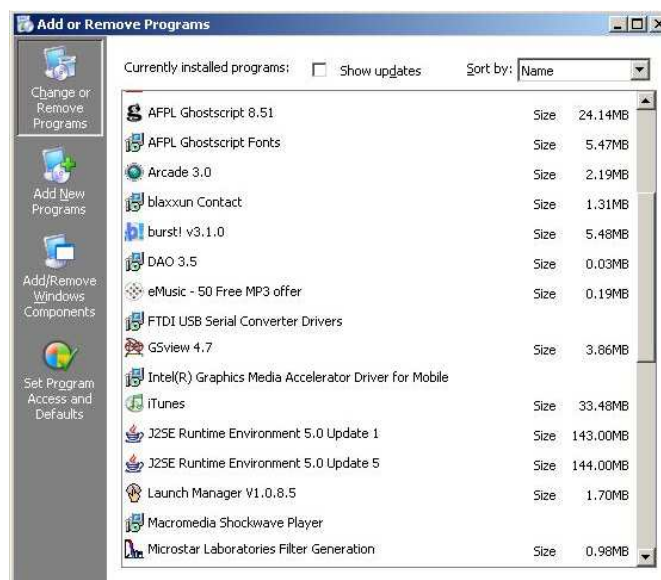 Add or Remove Programs
Change or
Remove
Programs
Add New
Programs
Add/Remove
Windows
Components
Set Program
Access and
Defaults
Currently installed programs: Show updates Sort by: Name
AFPL Ghostscript 8.51 Size 24.14MB
AFPL Ghostscript Fonts Size 5.47MB
Arcade 3.0 Size 2.19MB
blaxxun Contact Size 1.31MB
b! burst! v3.1.0 Size 5.48MB
DAO 3.5 Size 0.03MB
eMusic - 50 Free MP3 offer Size 0.19MB
FTDI USB Serial Converter Drivers
GSview 4.7 Size 3.86MB
Intel(R) Graphics Media Accelerator Driver for Mobile
iTunes Size 33.48MB
J2SE Runtime Environment 5.0 Update 1 Size 143.00MB
J2SE Runtime Environment 5.0 Update 5 Size 144.00MB
Launch Manager V1.0.8.5 Size 1.70MB
Macromedia Shockwave Player
Microstar Laboratories Filter Generation Size 0.98MB